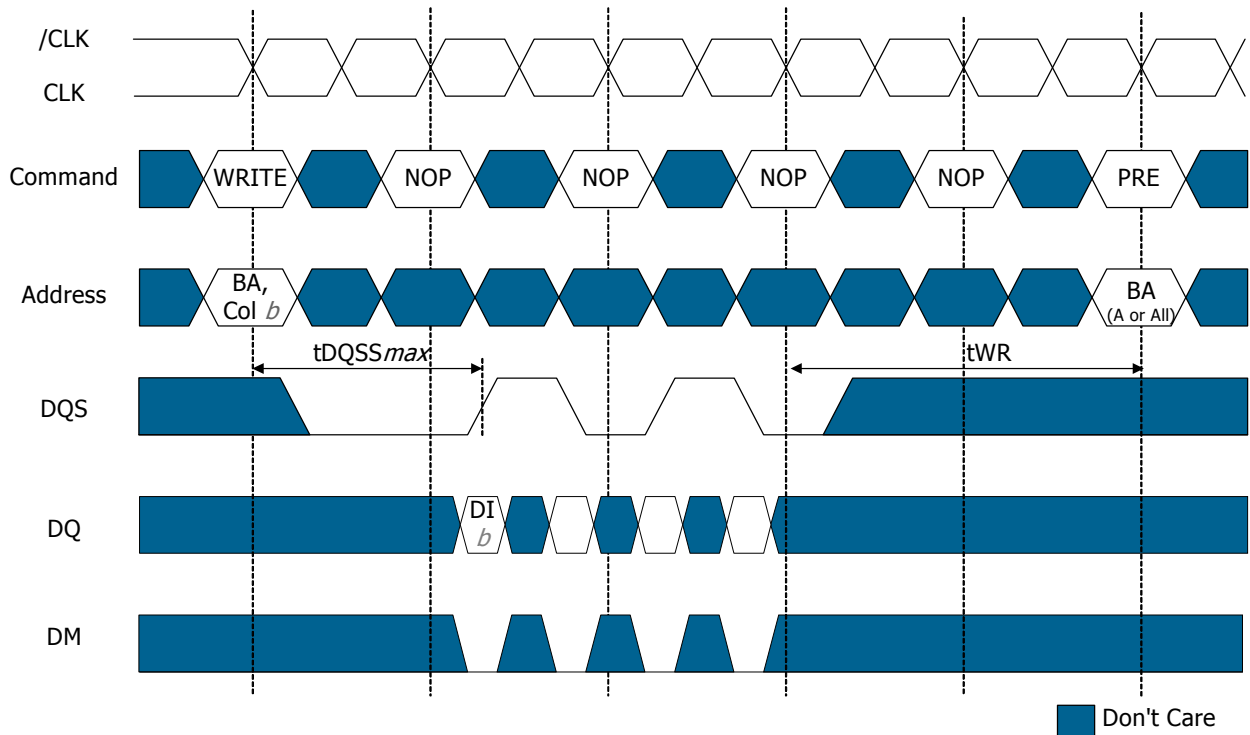 /CLK
CLK
Command
WRITE
NOP
NOP
NOP
NOP
PRE
Address
BA,
Col b
BA
(A or All)
tDQSSmax
tWR
DQS
DQ
DI
b
DM
Don't Care